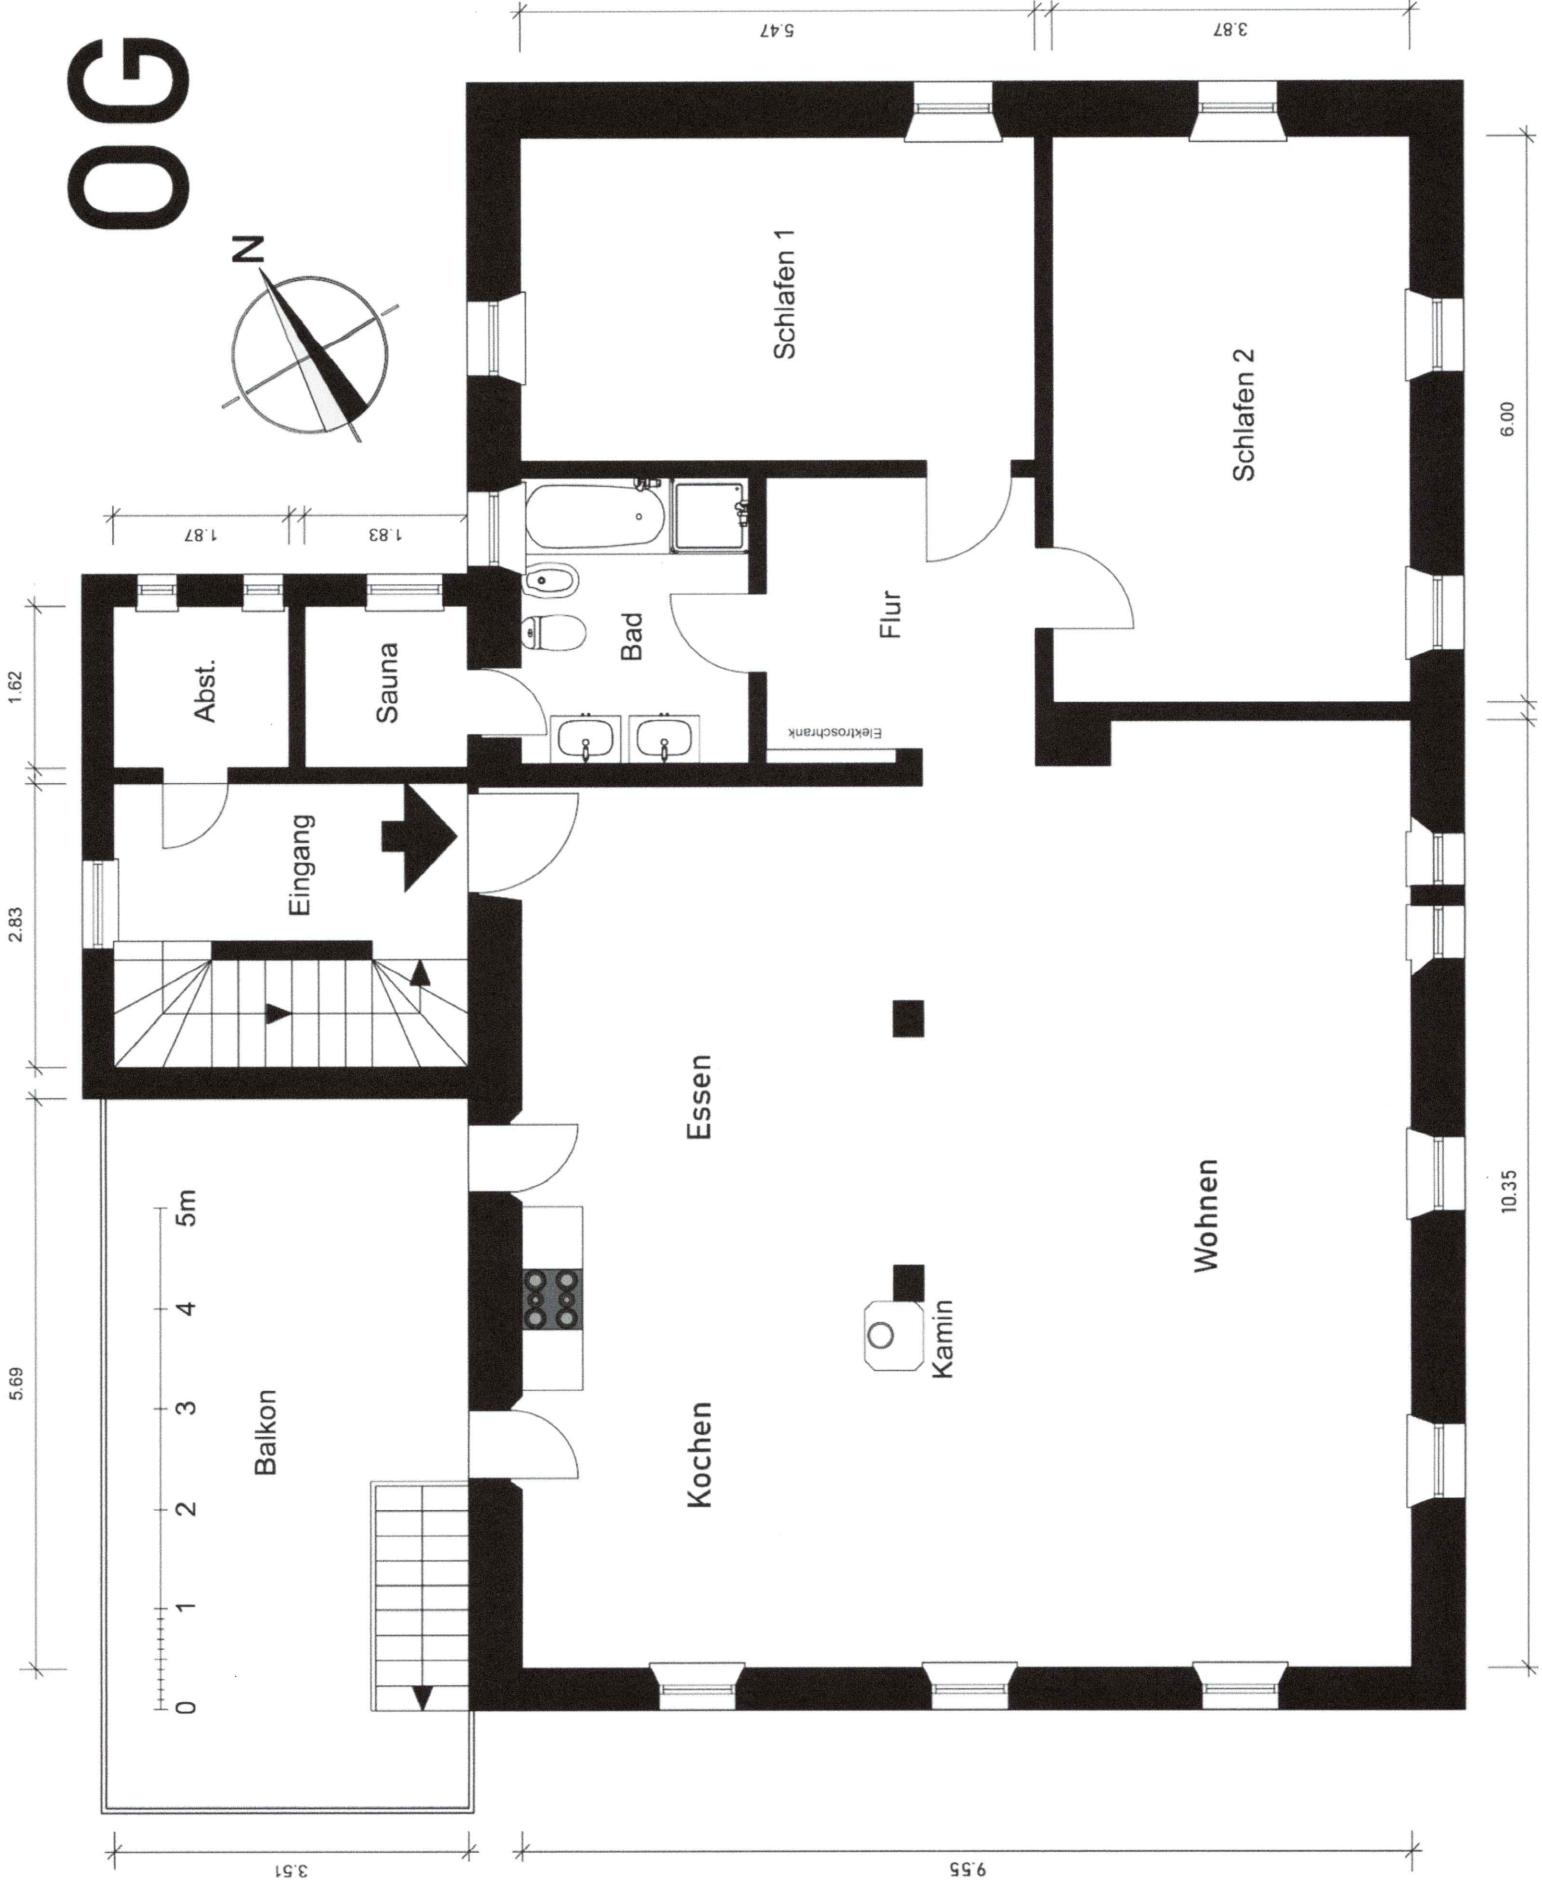 OG
N
5.47
3.87
1.87
1.83
1.62
2.83
5.69
3.51
9.55
6.00
10.35
Schlafen 1
Schlafen 2
Abst.
Sauna
Bad
Flur
Elektroschrank
Eingang
Essen
Wohnen
Kamin
Kochen
Balkon
0 1 2 3 4 5m